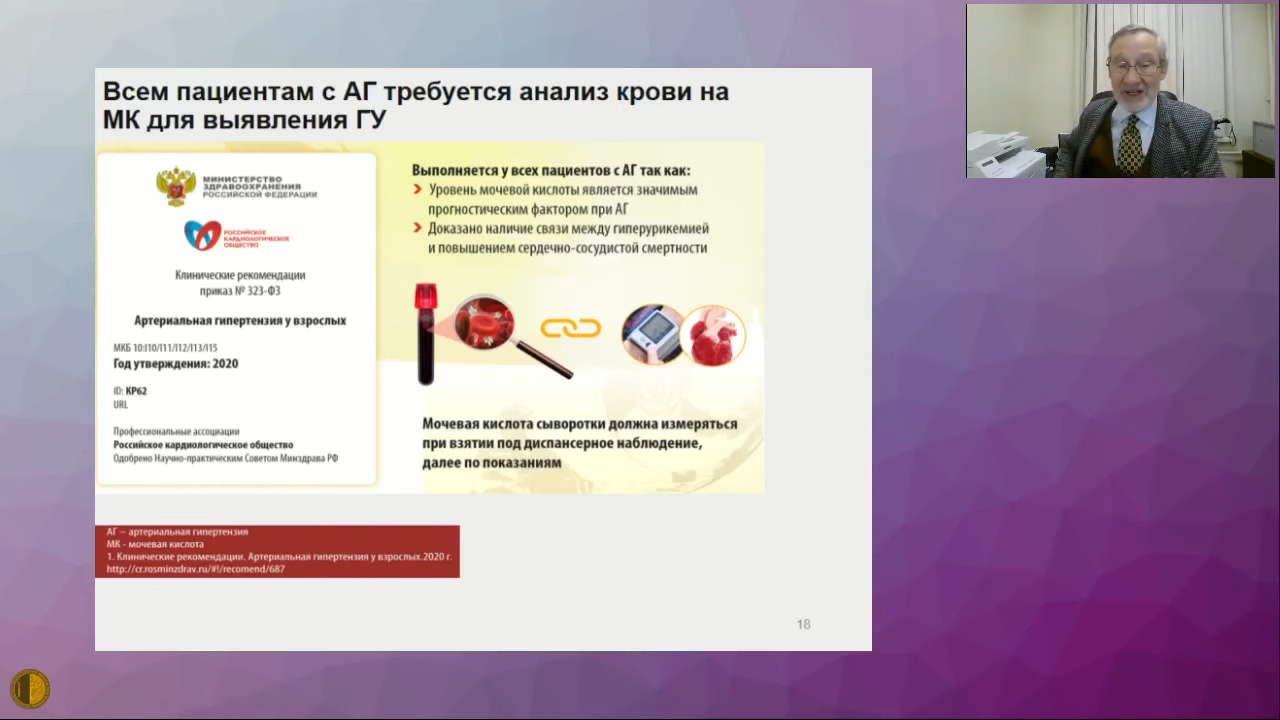 Всем пациентам с АГ требуется анализ крови на
МК для выявления ГУ
МИНИСТЕРСТВО
ЗДРАВООХРАНЕНИЯ
РОССИЙСКОЙ ФЕДЕРАЦИИ
РОССИЙСКОЕ
КАРДИОЛОГИЧЕСКОЕ
ОБЩЕСТВО
Клинические рекомендации
приказ № 323-ФЗ
Артериальная гипертензия у взрослых
МКБ 10:I10/I11/I12/I13/I15
Год утверждения: 2020
ID: КР62
URL
Профессиональные ассоциации
Российское кардиологическое общество
Одобрено Научно-практическим Советом Минздрава РФ
Выполняется у всех пациентов с АГ так как:
Уровень мочевой кислоты является значимым
прогностическим фактором при АГ
Доказано наличие связи между гиперурикемией
и повышением сердечно-сосудистой смертности
Мочевая кислота сыворотки должна измеряться
при взятии под диспансерное наблюдение,
далее по показаниям
АГ – артериальная гипертензия
МК - мочевая кислота
1. Клинические рекомендации. Артериальная гипертензия у взрослых.2020 г.
http://cr.rosminzdrav.ru/#!/recomend/687
18